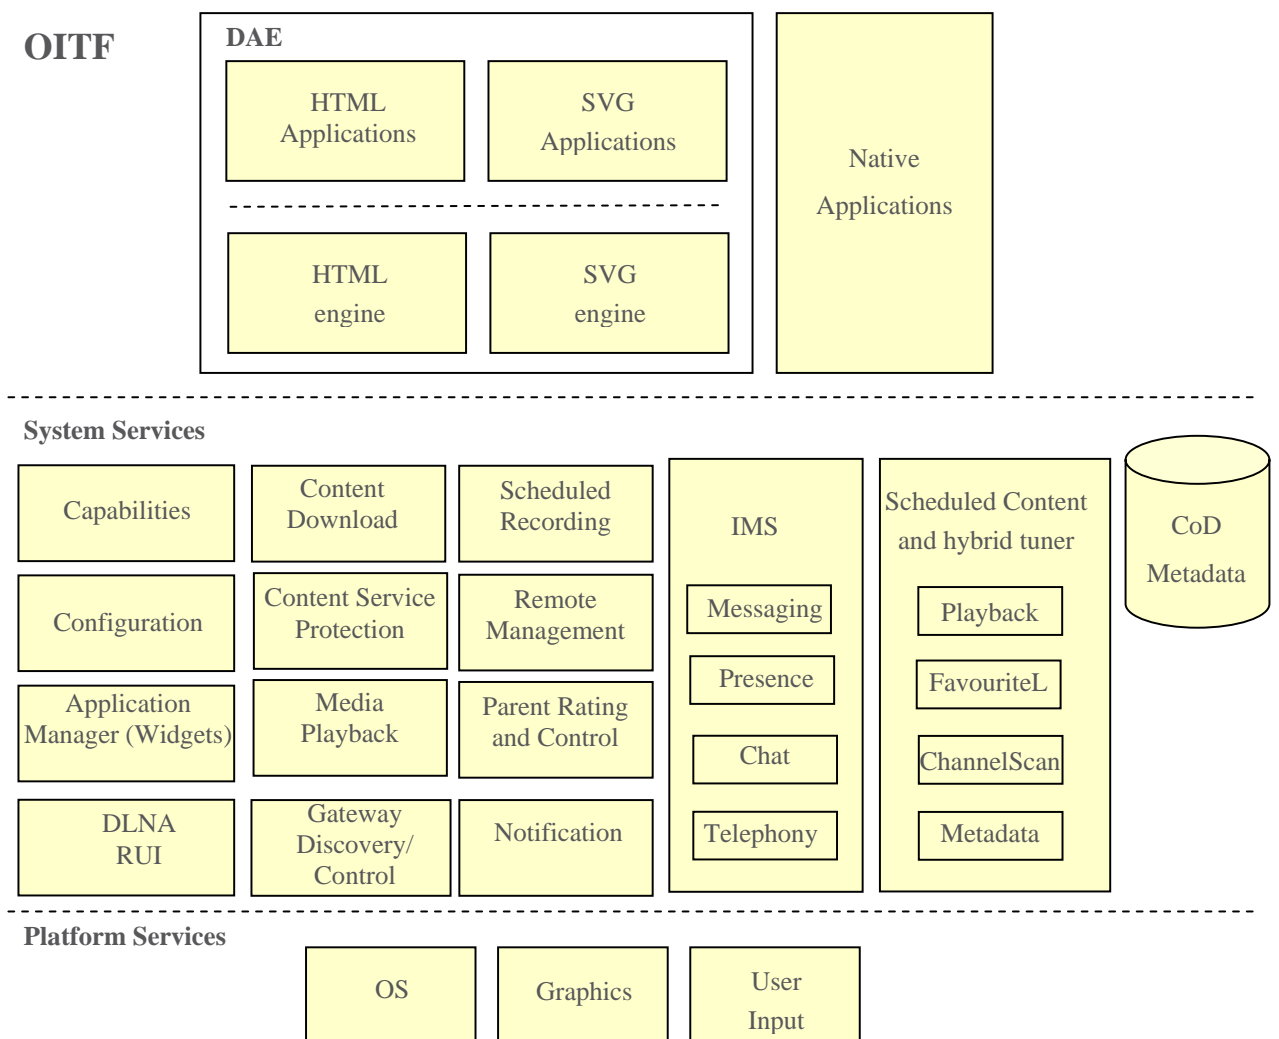 OITF
DAE
HTML
Applications
SVG
Applications
Native
Applications
HTML
engine
SVG
engine
System Services
Capabilities
Content
Download
Scheduled
Recording
IMS
Scheduled Content
and hybrid tuner
CoD
Metadata
Configuration
Content Service
Protection
Remote
Management
Messaging
Playback
Application
Manager (Widgets)
Media
Playback
Parent Rating
and Control
Presence
FavouriteL
Chat
ChannelScan
DLNA
RUI
Gateway
Discovery/
Control
Notification
Telephony
Metadata
Platform Services
OS
Graphics
User
Input